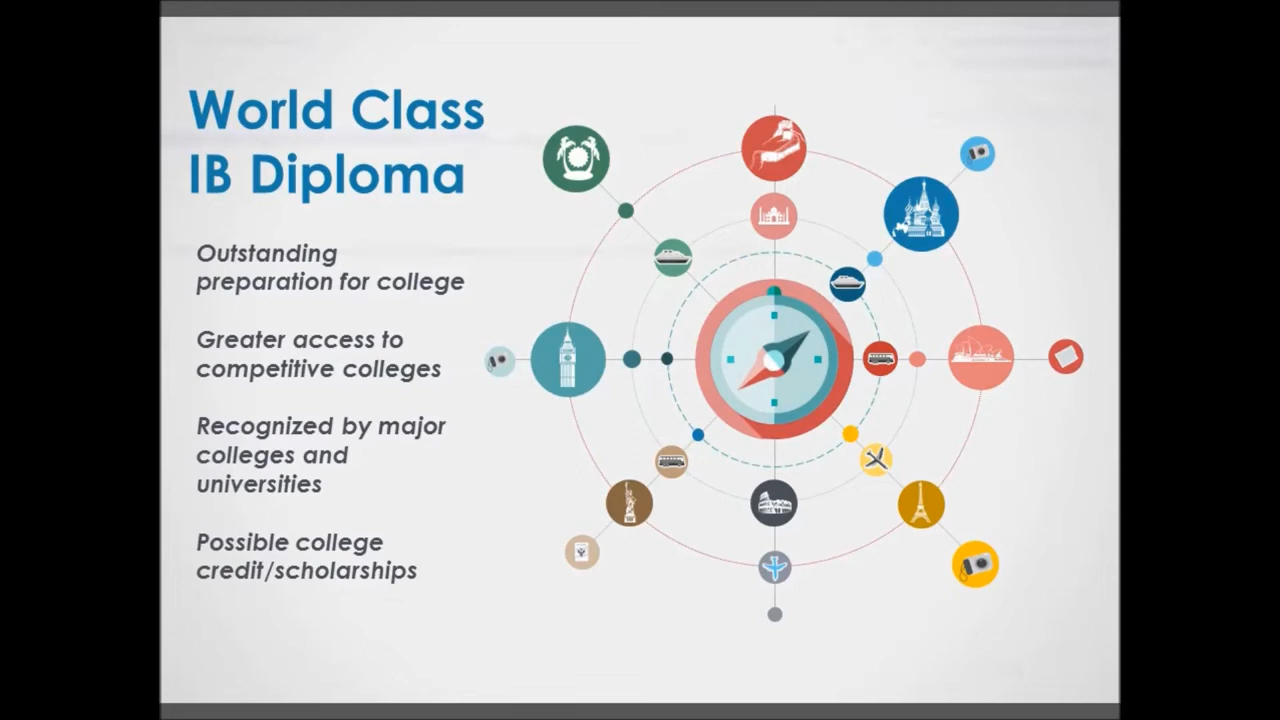 World Class
IB Diploma
Outstanding
preparation for college
Greater access to
competitive colleges
Recognized by major
colleges and
universities
Possible college
credit/scholarships